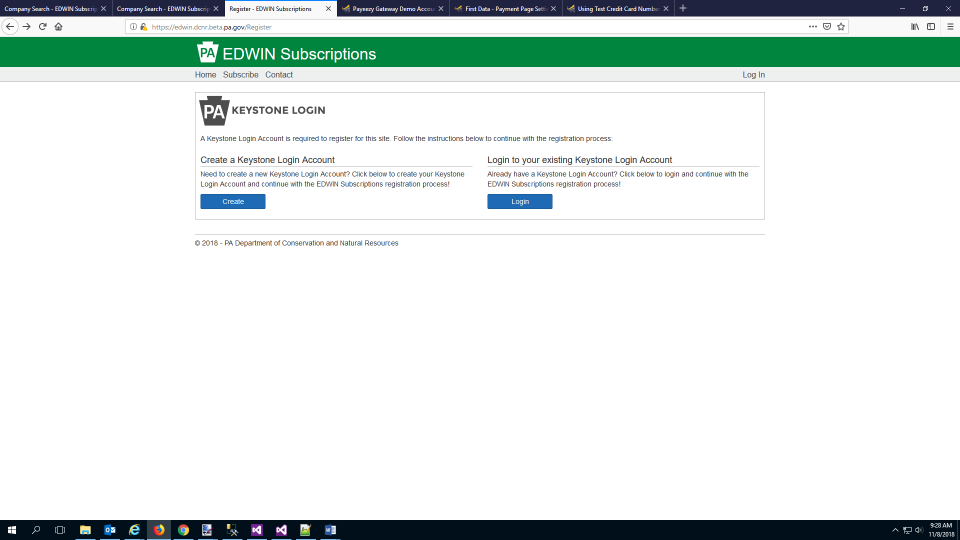 Company Search - EDWIN Subscrip
Company Search - EDWIN Subscrip
Register - EDWIN Subscriptions
Payeezy Gateway Demo Accou
First Data - Payment Page Sett
Using Test Credit Card Number
https://edwin.dcnr.beta.pa.gov/Register
PA EDWIN Subscriptions
Home Subscribe Contact Log In
PA KEYSTONE LOGIN
A Keystone Login Account is required to register for this site. Follow the instructions below to continue with the registration process:
Create a Keystone Login Account
Need to create a new Keystone Login Account? Click below to create your Keystone
Login Account and continue with the EDWIN Subscriptions registration process!
Create
Login to your existing Keystone Login Account
Already have a Keystone Login Account? Click below to login and continue with the
EDWIN Subscriptions registration process!
Login
© 2018 - PA Department of Conservation and Natural Resources
9:28 AM
11/8/2018